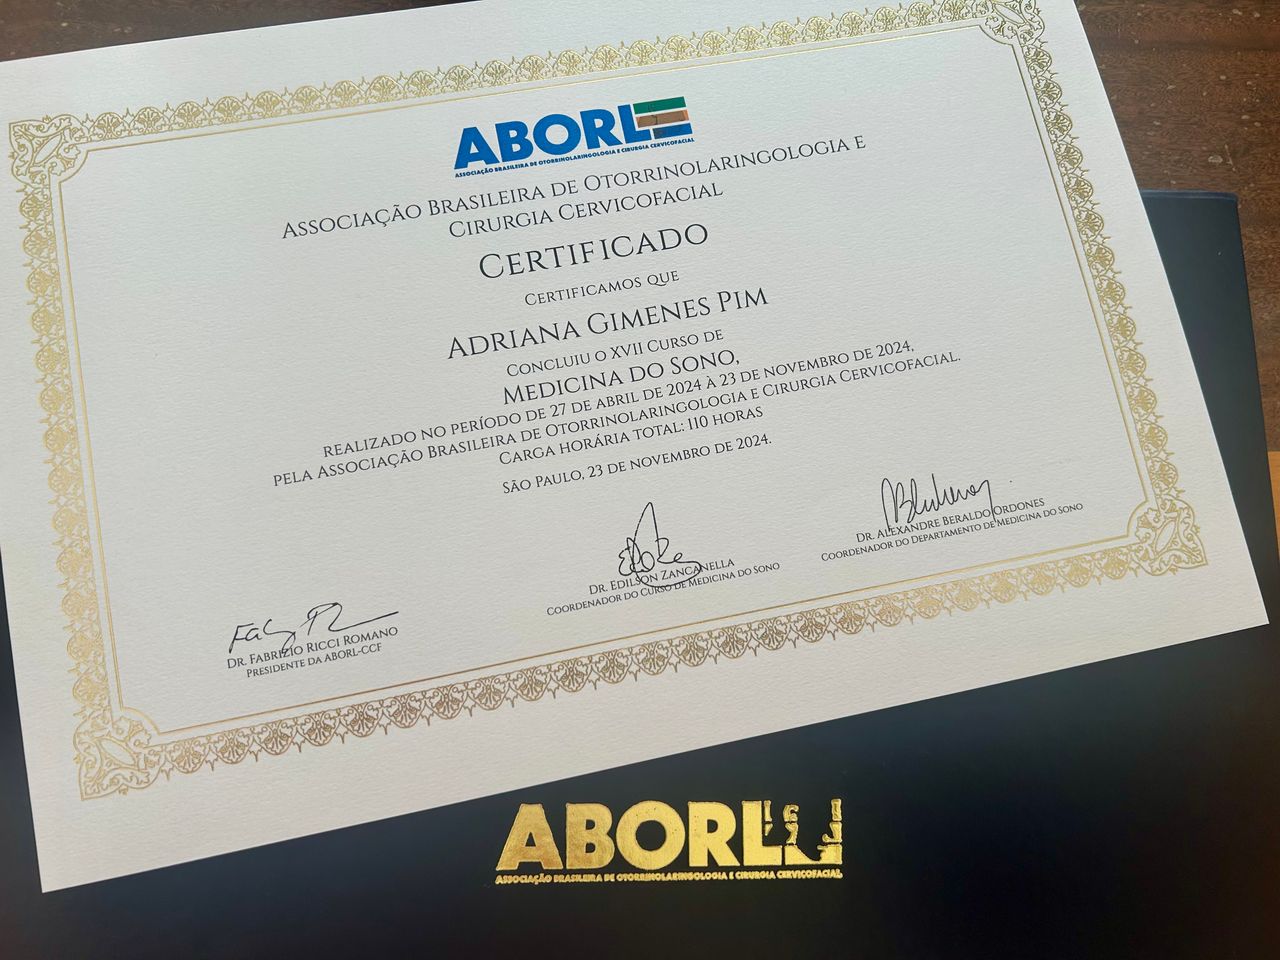 ABORL
ASSOCIAÇÃO BRASILEIRA DE OTORRINOLARINGOLOGIA E CIRURGIA CERVICOFACIAL
ASSOCIAÇÃO BRASILEIRA DE OTORRINOLARINGOLOGIA E
CIRURGIA CERVICOFACIAL
CERTIFICADO
CERTIFICAMOS QUE
ADRIANA GIMENES PIM
CONCLUIU O XVII CURSO DE
MEDICINA DO SONO,
REALIZADO NO PERÍODO DE 27 DE ABRIL DE 2024 À 23 DE NOVEMBRO DE 2024,
PELA ASSOCIAÇÃO BRASILEIRA DE OTORRINOLARINGOLOGIA E CIRURGIA CERVICOFACIAL.
CARGA HORÁRIA TOTAL: 110 HORAS
SÃO PAULO, 23 DE NOVEMBRO DE 2024.
DR. FABRIZIO RICCI ROMANO
PRESIDENTE DA ABORL-CCF
DR. EDILSON ZANCANELLA
COORDENADOR DO CURSO DE MEDICINA DO SONO
DR. ALEXANDRE BERALDO ORDONES
COORDENADOR DO DEPARTAMENTO DE MEDICINA DO SONO
ABORL
ASSOCIAÇÃO BRASILEIRA DE OTORRINOLARINGOLOGIA E CIRURGIA CERVICOFACIAL